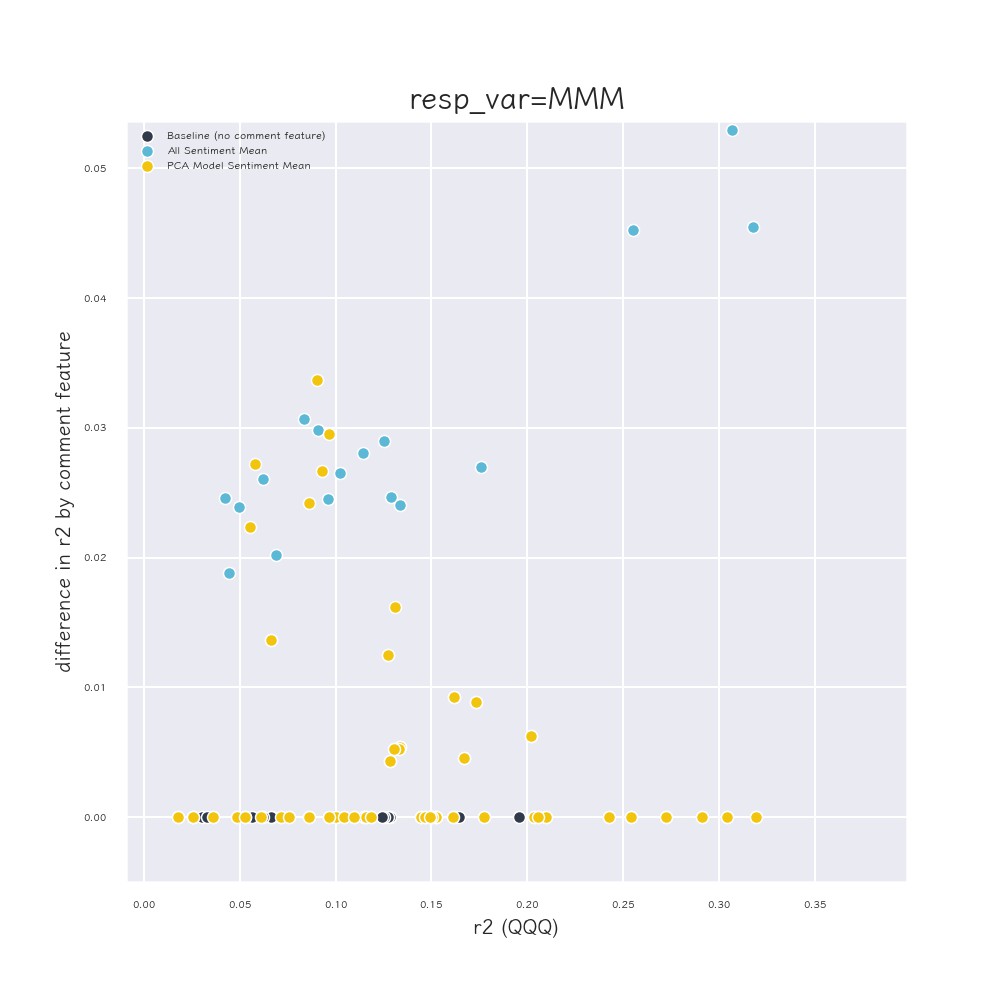 resp_var=MMM
Baseline (no comment feature)
All Sentiment Mean
PCA Model Sentiment Mean
0.05
0.04
0.03
0.02
0.01
0.00
difference in r2 by comment feature
0.00 0.05 0.10 0.15 0.20 0.25 0.30 0.35
r2 (QQQ)